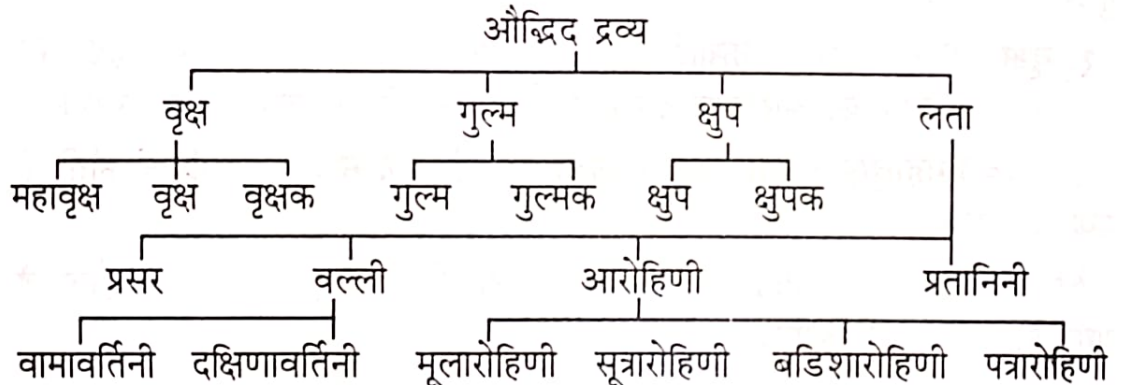 औद्भिद द्रव्य
वृक्ष गुल्म क्षुप लता
महावृक्ष वृक्ष वृक्षक गुल्म गुल्मक क्षुप क्षुपक
प्रसर वल्ली आरोहिणी प्रतानिनी
वामावर्तिनी दक्षिणावर्तिनी मूलारोहिणी सूत्रारोहिणी बडिशारोहिणी पत्रारोहिणी